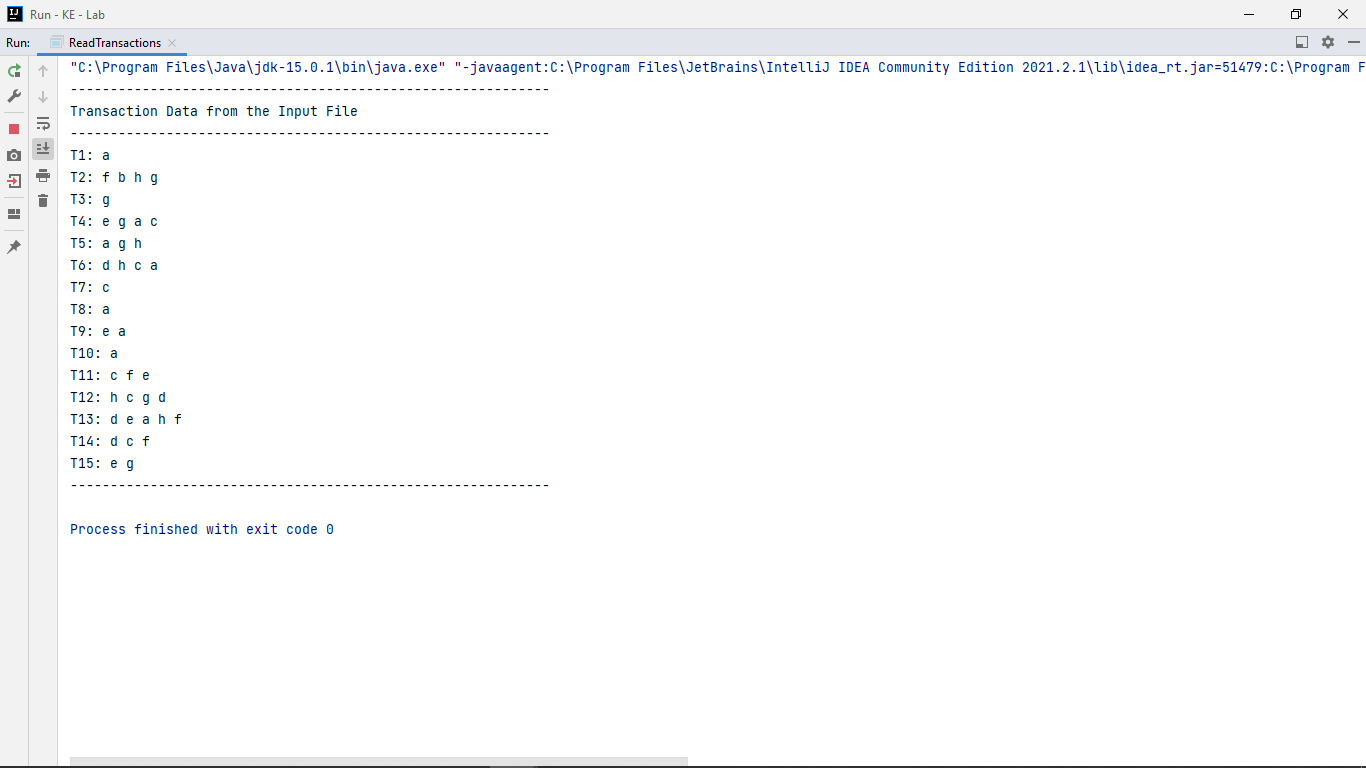 Run - KE - Lab
Run: ReadTransactions
"C:\Program Files\Java\jdk-15.0.1\bin\java.exe" "-javaagent:C:\Program Files\JetBrains\IntelliJ IDEA Community Edition 2021.2.1\lib\idea_rt.jar=51479:C:\Program F
------------------------------------------------------------
Transaction Data from the Input File
------------------------------------------------------------
T1: a
T2: f b h g
T3: g
T4: e g a c
T5: a g h
T6: d h c a
T7: c
T8: a
T9: e a
T10: a
T11: c f e
T12: h c g d
T13: d e a h f
T14: d c f
T15: e g
------------------------------------------------------------
Process finished with exit code 0